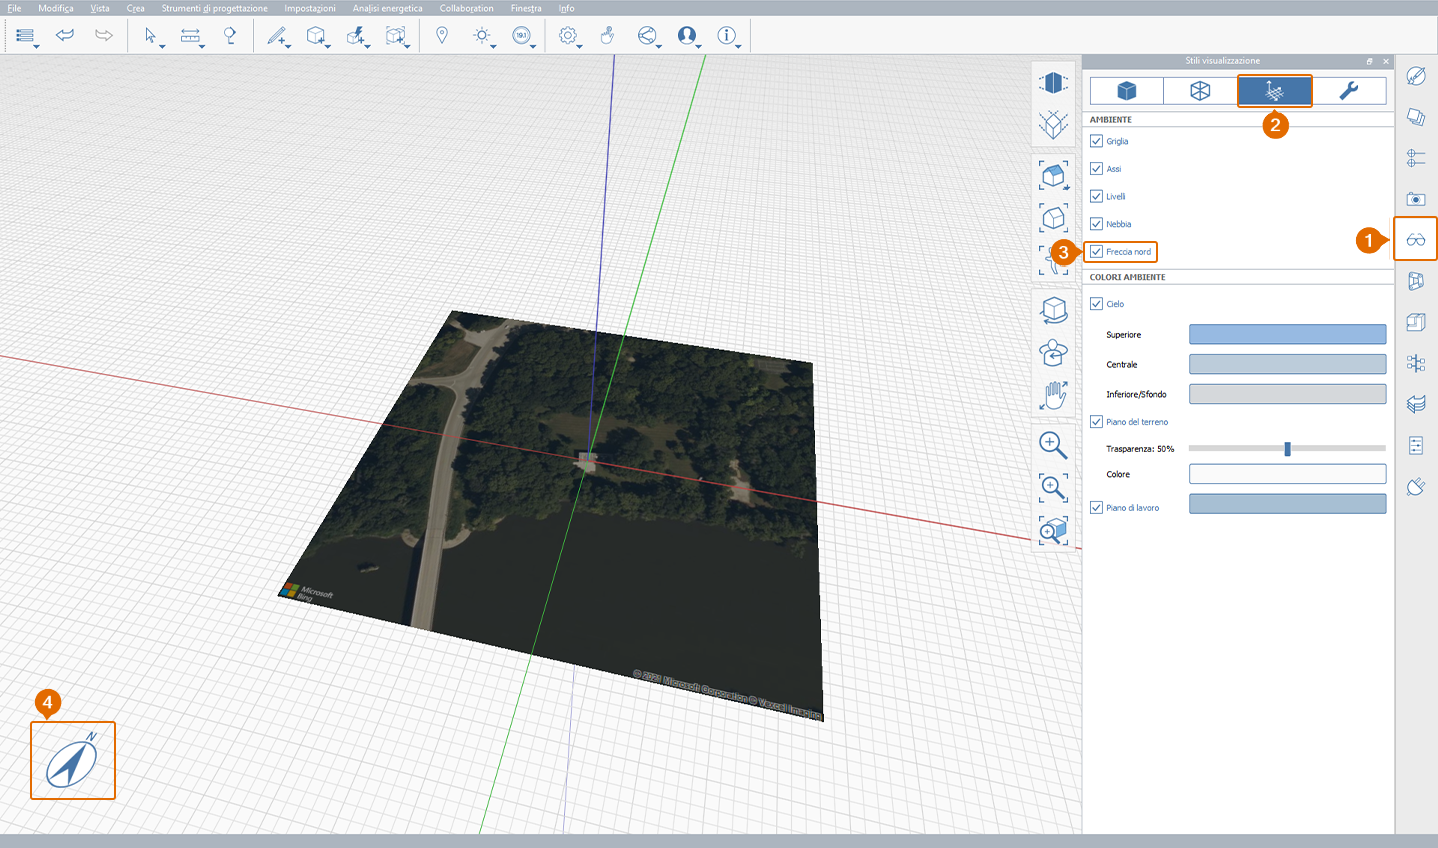 File Modifica Vista Crea Strumenti di progettazione Impostazioni Analisi energetica Collaboration Finestra Info
191
Stili visualizzazione
2
AMBIENTE
Griglia
Assi
Livelli
Nebbia
1
3
Freccia nord
COLORI AMBIENTE
Cielo
Superiore
Centrale
Inferiore/Sfondo
Piano del terreno
Trasparenza: 50%
Colore
Piano di lavoro
Microsoft
Bing
© 2021 Microsoft Corporation © Vexcel Imaging
4
N